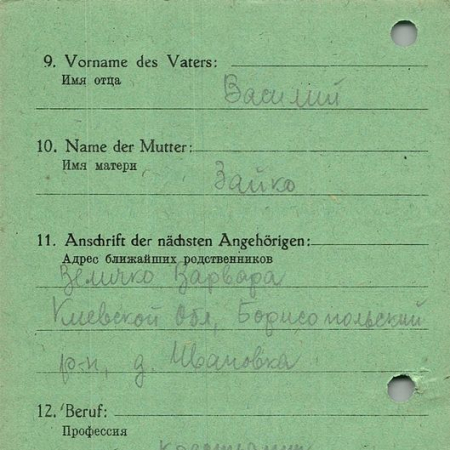 9. Vorname des Vaters:
Имя отца
Василий
10. Name der Mutter:
Имя матери
Зайко
11. Anschrift der nächsten Angehörigen:
Адрес ближайших родственников
Величко Варвара
Киевской обл, Борисопольский
р-н, д. Ивановка
12. Beruf:
Профессия